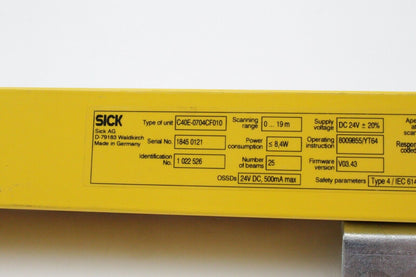 SICK
Sick AG
D-79183 Waldkirch
Made in Germany
Type of unit C40E-0704CF010
Serial No. 1845 0121
Identification No. 1 022 526
Scanning range 0 ... 19 m
Power consumption ≤ 8,4W
Number of beams 25
OSSDs 24V DC, 500mA max
Supply voltage DC 24V ± 20%
Operating instruction 8009855/YT64
Firmware version V03.43
Safety parameters Type 4 / IEC 614